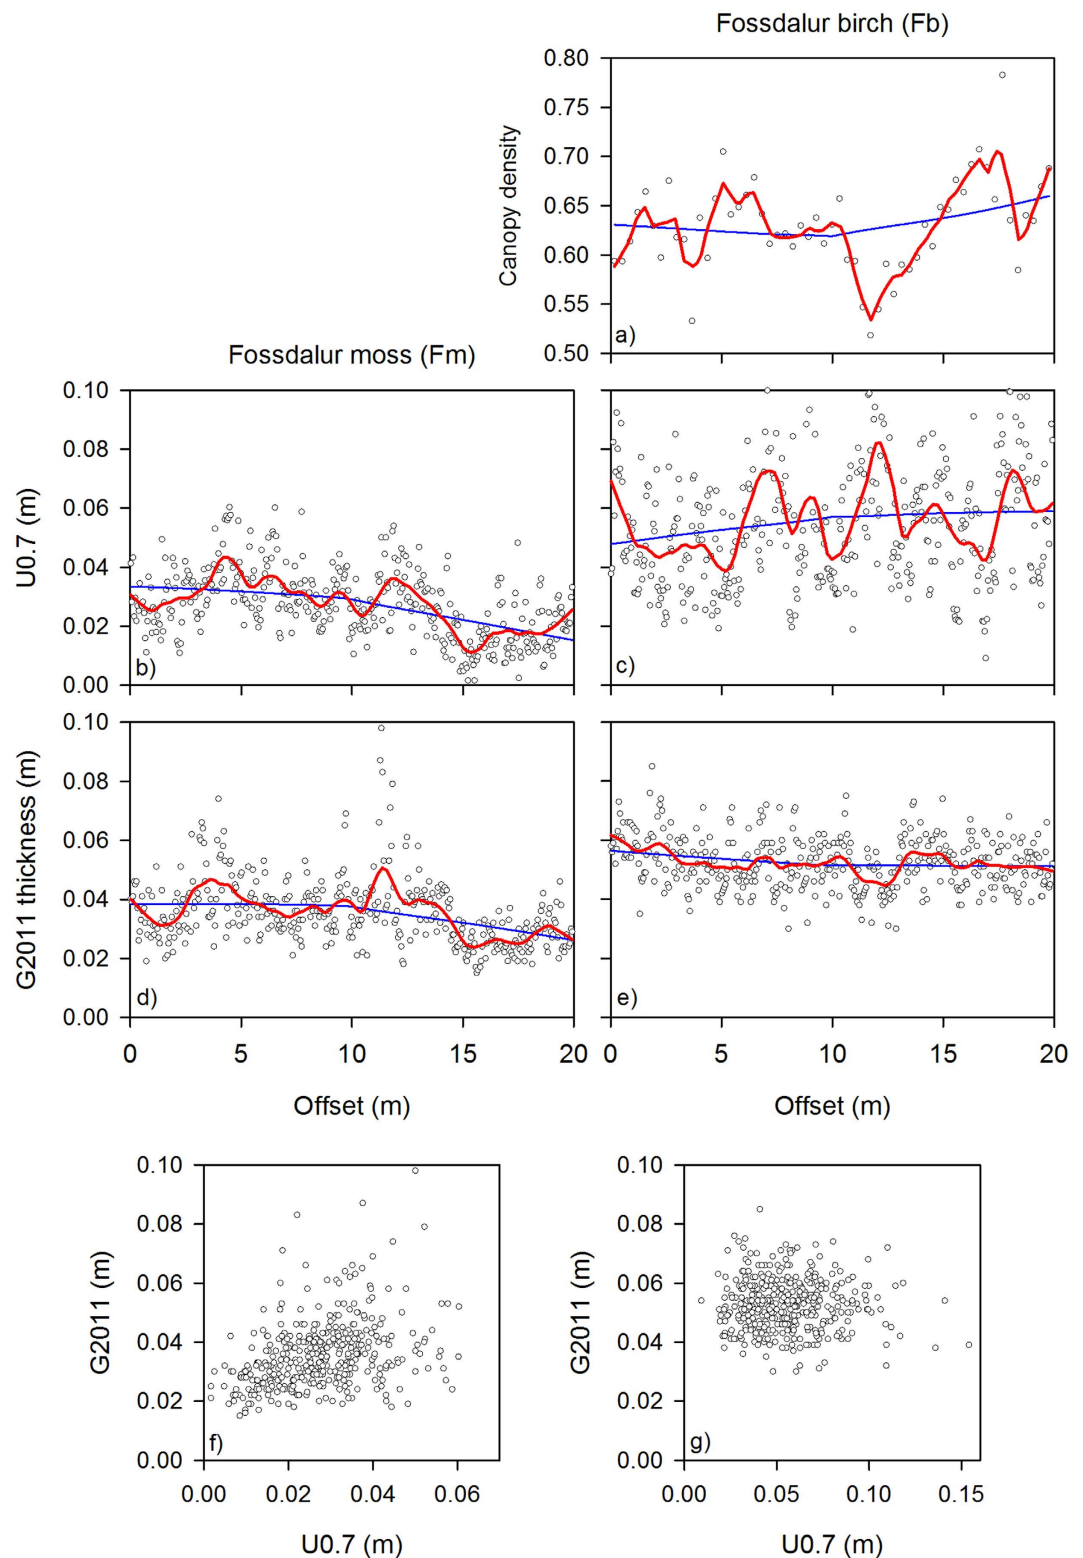 Fossdalur birch (Fb)
0.80
0.75
0.70
0.65
0.60
0.55
0.50
Canopy density
a)
Fossdalur moss (Fm)
0.10
0.08
0.06
0.04
0.02
0.00
U0.7 (m)
b)
c)
0.10
0.08
0.06
0.04
0.02
0.00
G2011 thickness (m)
d)
e)
0 5 10 15 20
0 5 10 15 20
Offset (m)
Offset (m)
0.10
0.08
0.06
0.04
0.02
0.00
G2011 (m)
f)
0.00 0.02 0.04 0.06
U0.7 (m)
0.10
0.08
0.06
0.04
0.02
0.00
G2011 (m)
g)
0.00 0.05 0.10 0.15
U0.7 (m)